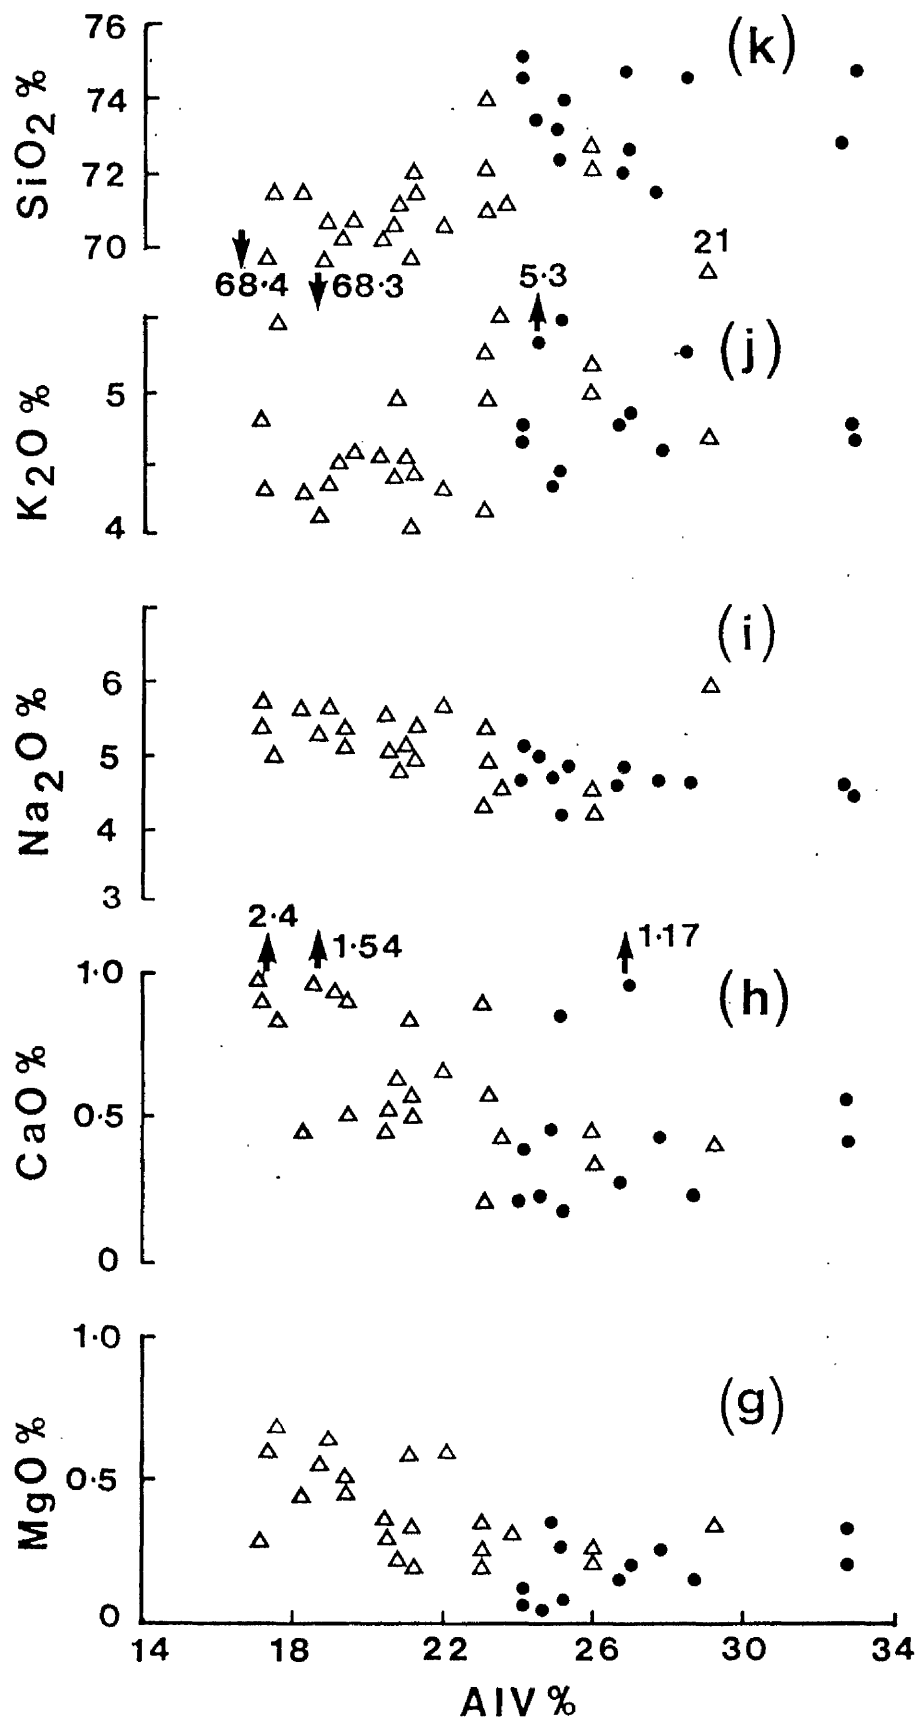 76
(k)
SiO2 %
74
72
70
21
68·4
68·3
5·3
(j)
K2O %
5
4
(i)
Na2O %
6
5
4
3
2·4
1·54
1·17
(h)
CaO %
1·0
0·5
0
1·0
(g)
MgO %
0·5
0
14
18
22
26
30
34
AIV %